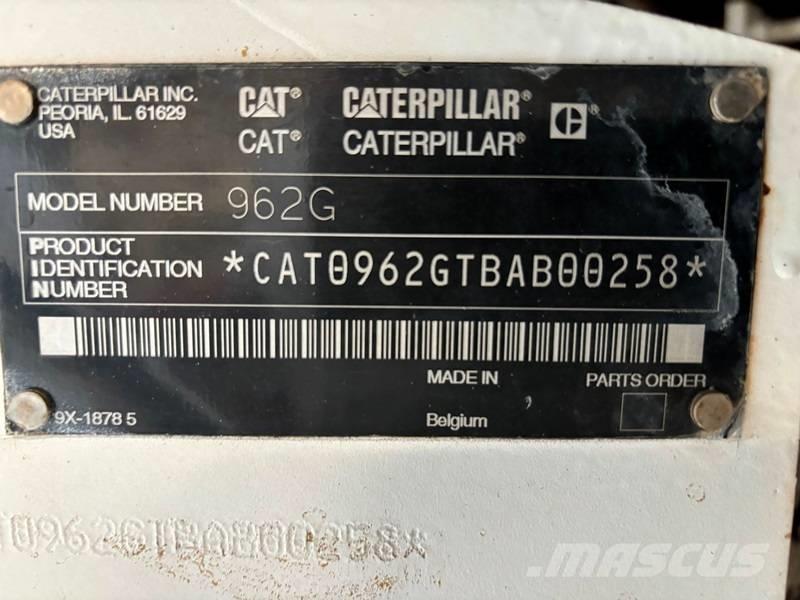 CATERPILLAR INC.
PEORIA, IL. 61629
USA
CAT® CATERPILLAR® C®
CAT® CATERPILLAR®
MODEL NUMBER 962G
PRODUCT
IDENTIFICATION
NUMBER
*CAT0962GTBAB00258*
MADE IN PARTS ORDER
9X-1878 5 Belgium
0962GTBAB00258*
MASCUS